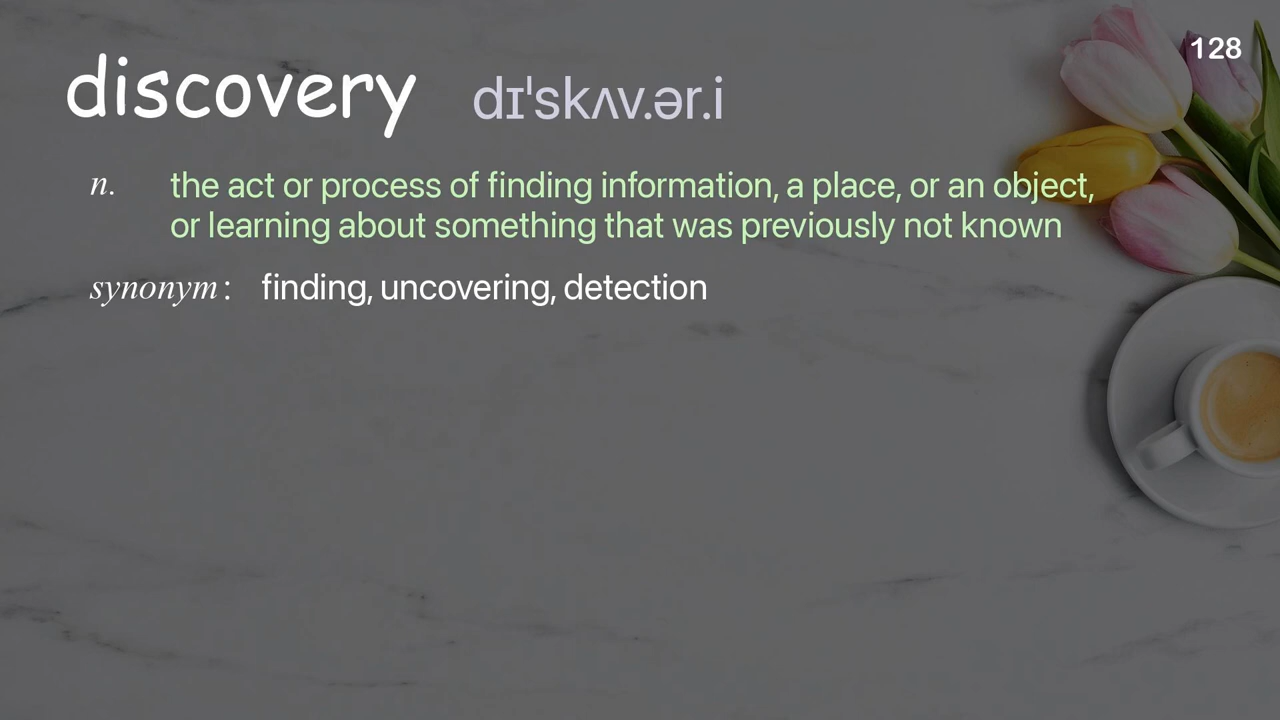 128
discovery dɪˈskʌv.ər.i
n. the act or process of finding information, a place, or an object,
or learning about something that was previously not known
synonym: finding, uncovering, detection